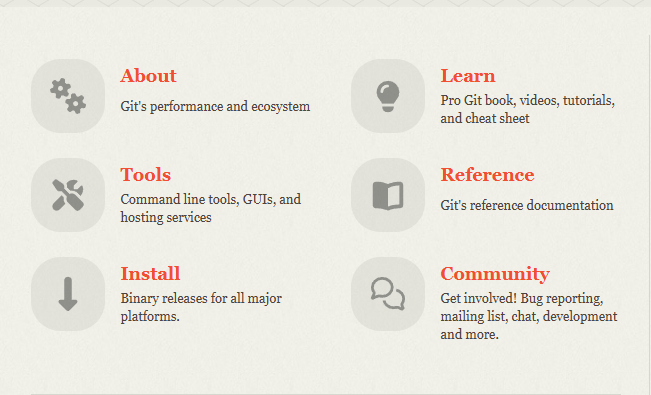 About
Git's performance and ecosystem
Learn
Pro Git book, videos, tutorials,
and cheat sheet
Tools
Command line tools, GUIs, and
hosting services
Reference
Git's reference documentation
Install
Binary releases for all major
platforms.
Community
Get involved! Bug reporting,
mailing list, chat, development
and more.